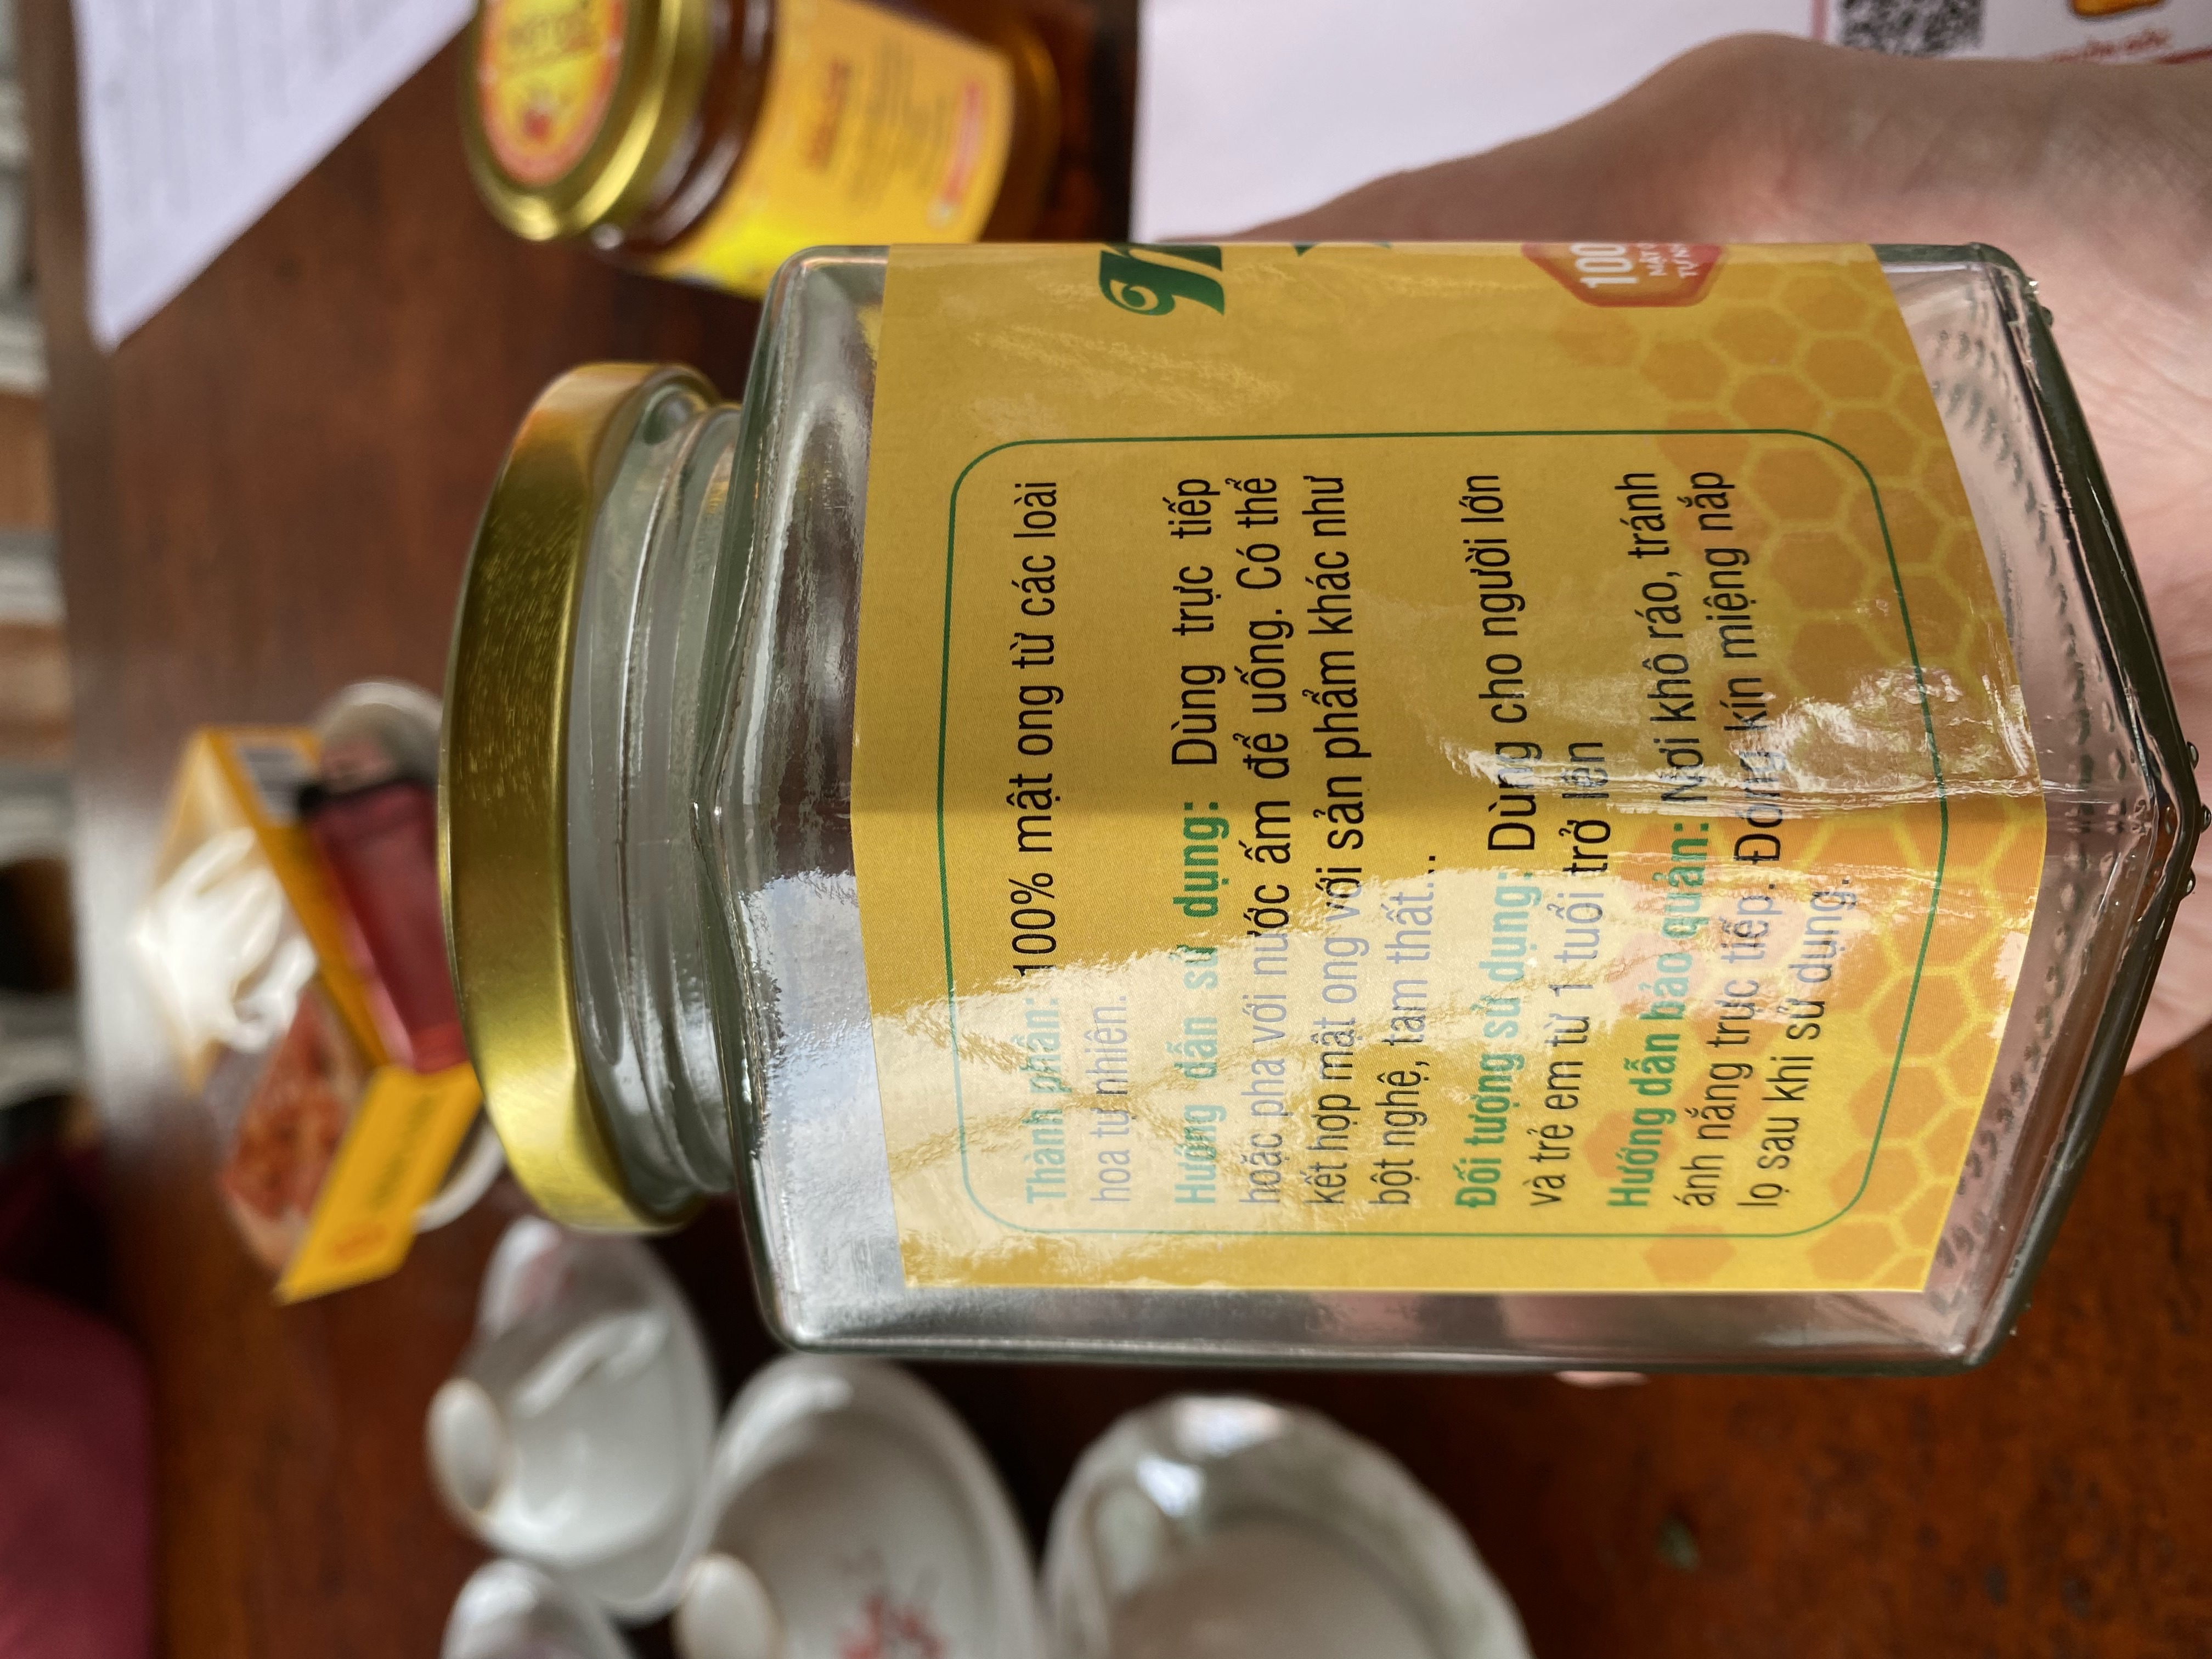 Thành phần: 100% mật ong từ các loài
hoa tự nhiên.
Hướng dẫn sử dụng: Dùng trực tiếp
hoặc pha với nước ấm để uống. Có thể
kết hợp mật ong với sản phẩm khác như
bột nghệ, tam thất...
Đối tượng sử dụng: Dùng cho người lớn
và trẻ em từ 1 tuổi trở lên
Hướng dẫn bảo quản: Nơi khô ráo, tránh
ánh nắng trực tiếp. Đóng kín miệng nắp
lọ sau khi sử dụng.
100